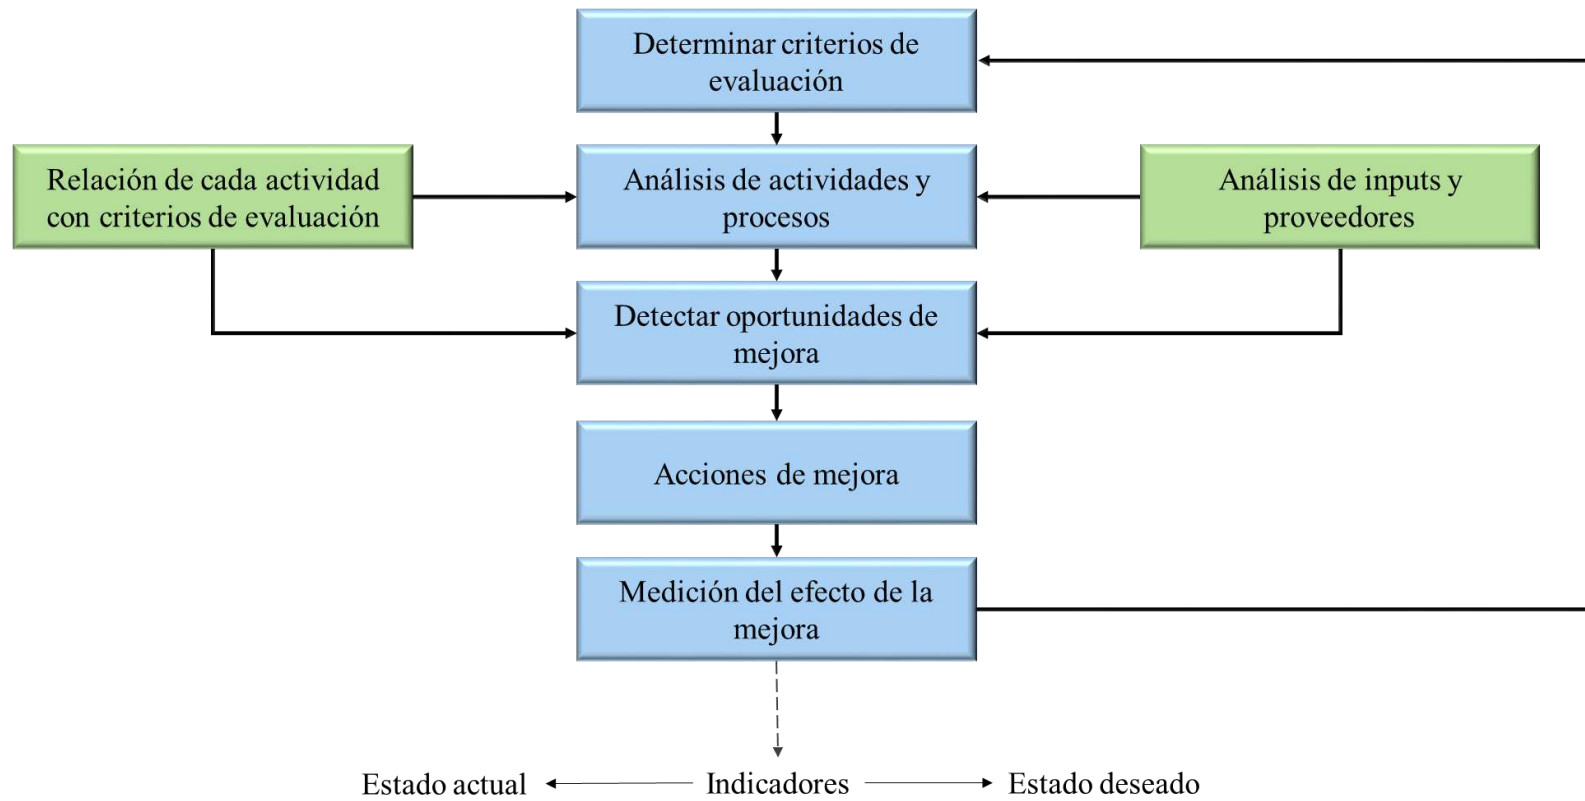 Determinar criterios de
evaluación
Relación de cada actividad
con criterios de evaluación
Análisis de actividades y
procesos
Análisis de inputs y
proveedores
Detectar oportunidades de
mejora
Acciones de mejora
Medición del efecto de la
mejora
Estado actual
Indicadores
Estado deseado